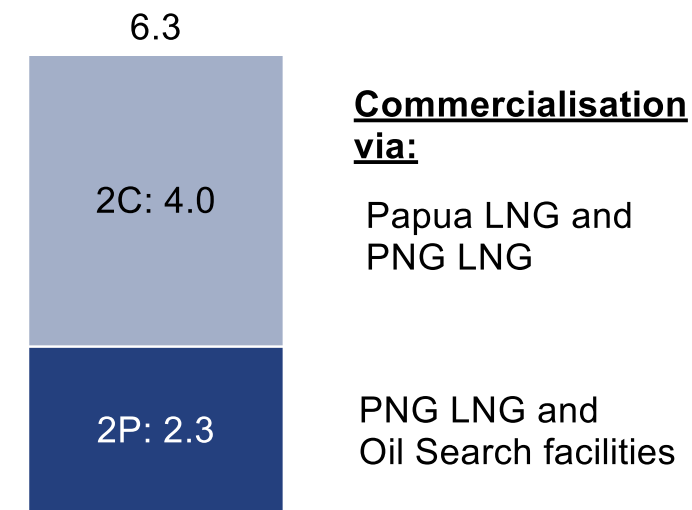 6.3
Commercialisation
via:
2C: 4.0
Papua LNG and
PNG LNG
2P: 2.3
PNG LNG and
Oil Search facilities